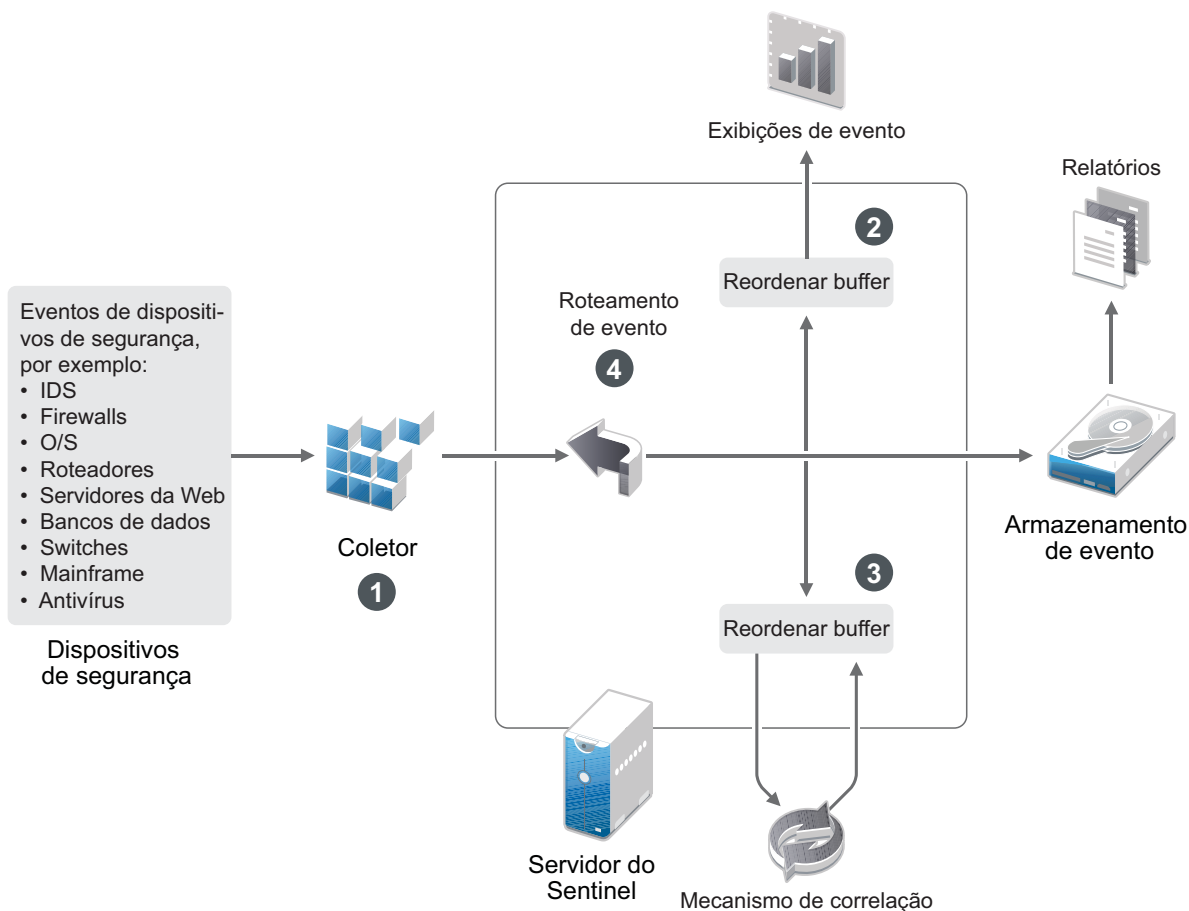 Exibições de evento
Relatórios
2
Reordenar buffer
Roteamento
de evento
4
Eventos de dispositi-
vos de segurança,
por exemplo:
• IDS
• Firewalls
• O/S
• Roteadores
• Servidores da Web
• Bancos de dados
• Switches
• Mainframe
• Antivírus
Dispositivos
de segurança
Coletor
1
Armazenamento
de evento
3
Reordenar buffer
Servidor do
Sentinel
Mecanismo de correlação